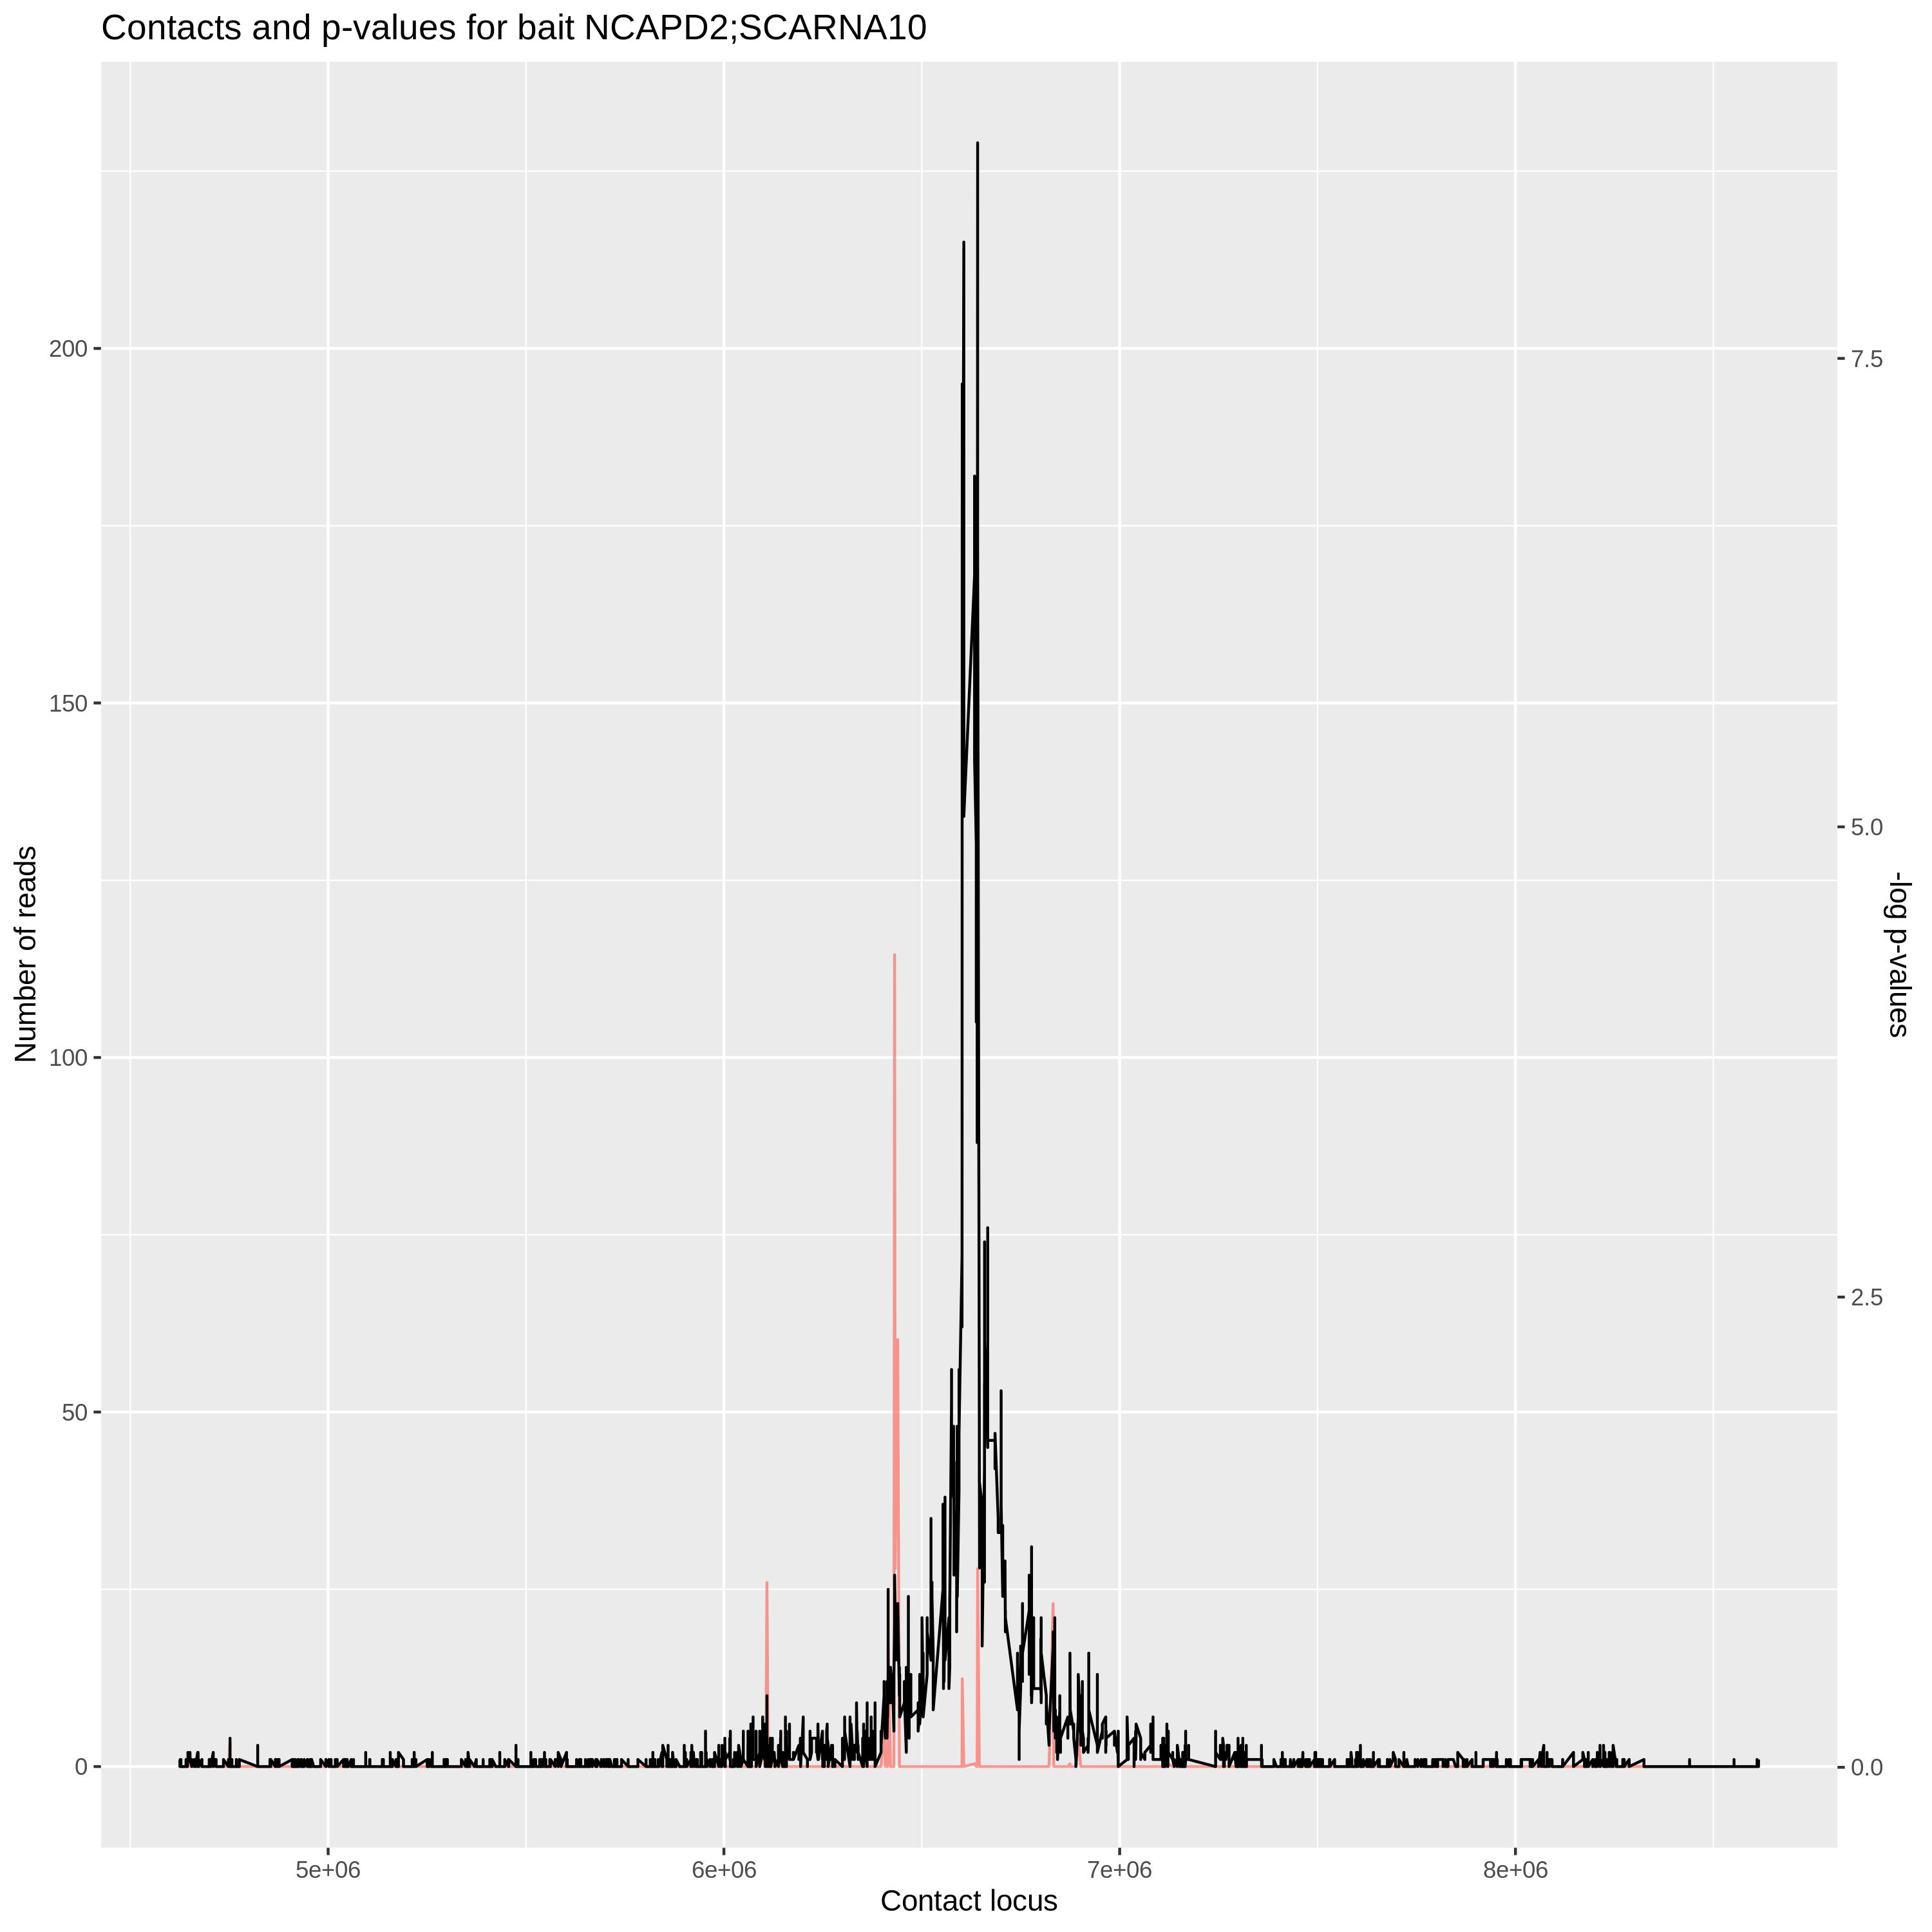 Contacts and p-values for bait NCAPD2;SCARNA10
Number of reads
200
150
100
50
0
7.5
5.0
2.5
0.0
-log p-values
5e+06
6e+06
7e+06
8e+06
Contact locus